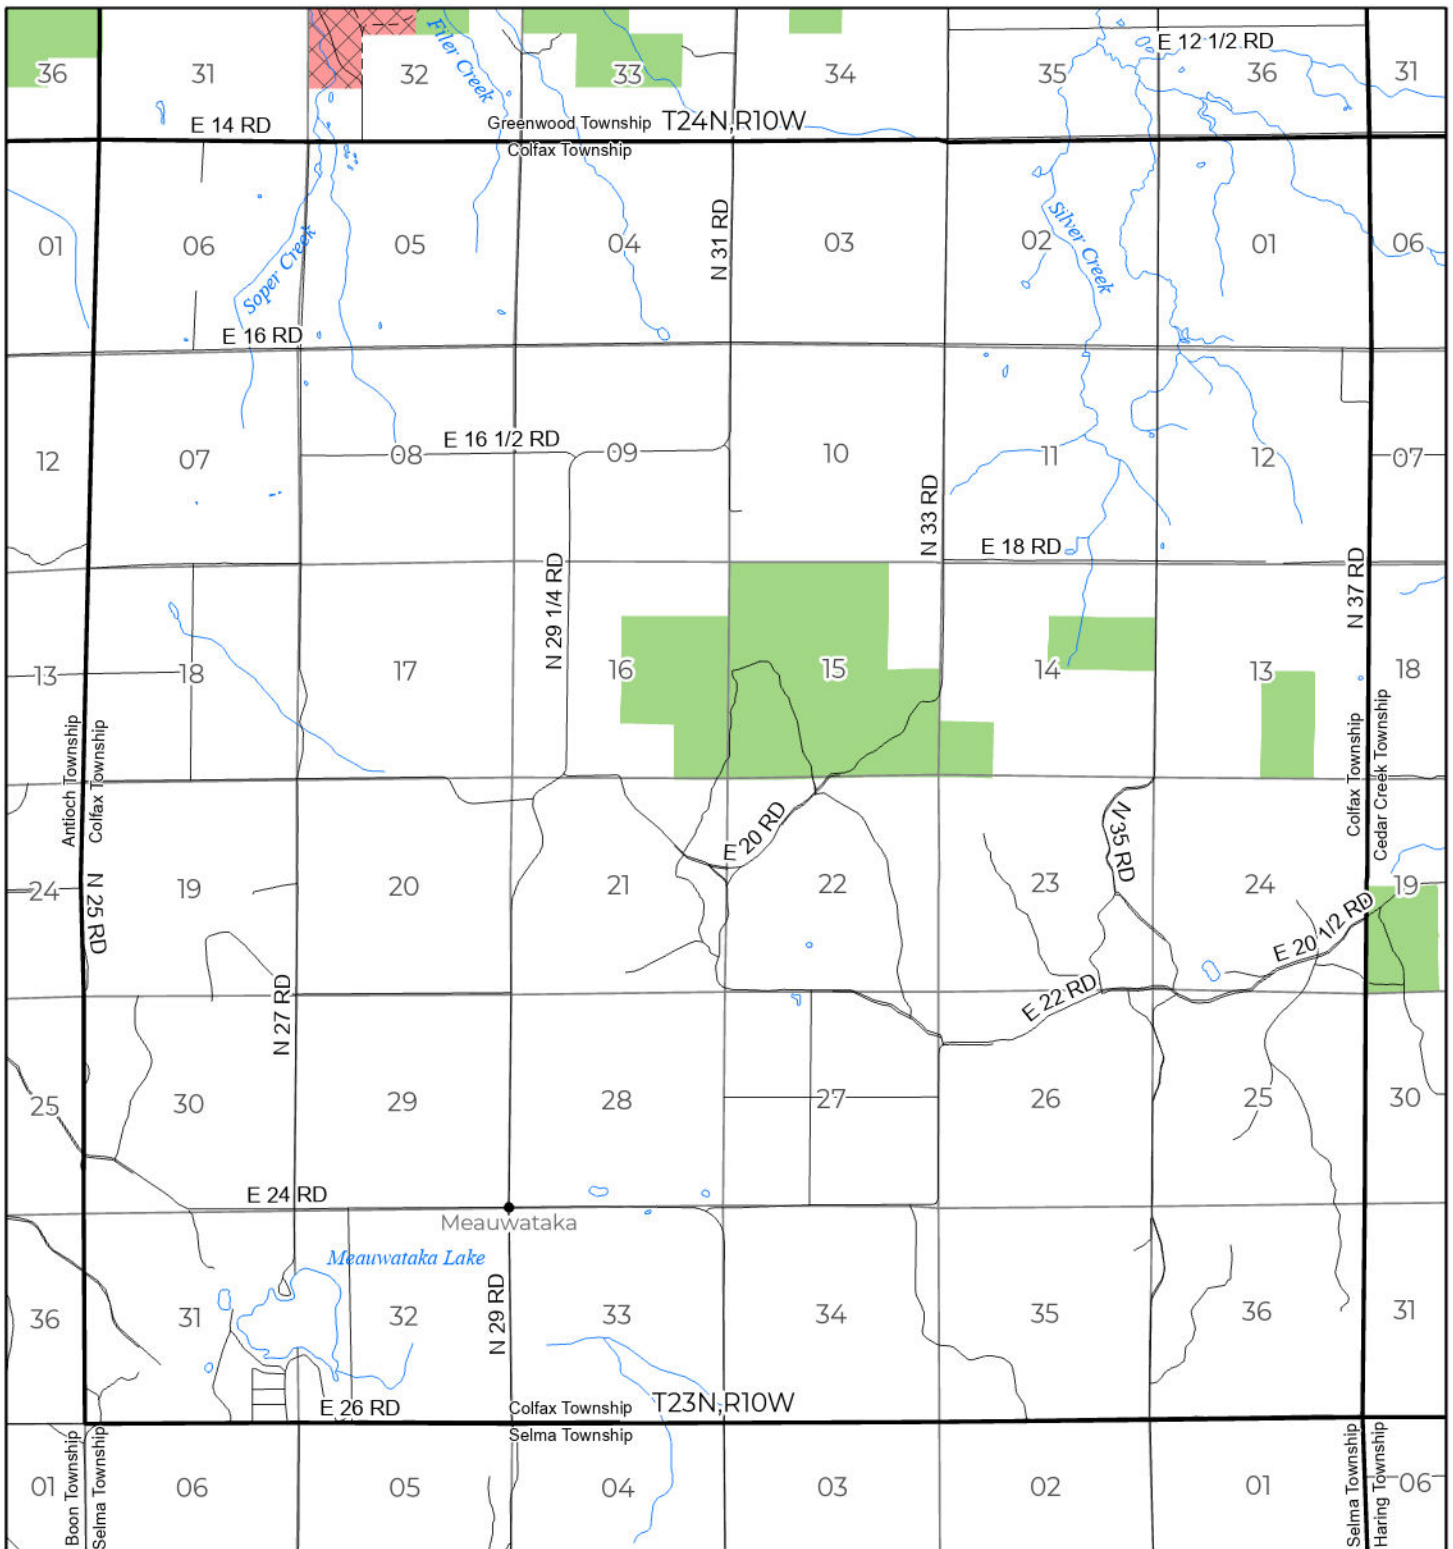 Filer Creek
E 12 1/2 RD
36
31
32
33
34
35
36
31
E 14 RD
Greenwood Township
T24N,R10W
Colfax Township
01
06
05
04
N 31 RD
03
02
Silver Creek
01
06
Soper Creek
E 16 RD
12
07
08
E 16 1/2 RD
09
10
11
12
07
N 33 RD
E 18 RD
N 29 1/4 RD
N 37 RD
13
18
17
16
15
14
13
18
Antioch Township
Colfax Township
Colfax Township
Cedar Creek Township
E 20 RD
N 35 RD
24
19
20
21
22
23
24
19
N 25 RD
E 20 1/2 RD
N 27 RD
E 22 RD
25
30
29
28
27
26
25
30
E 24 RD
Meauwataka
Meauwataka Lake
36
31
32
N 29 RD
33
34
35
36
31
E 26 RD
Colfax Township
T23N,R10W
Selma Township
Boon Township
Selma Township
Selma Township
Haring Township
01
06
05
04
03
02
01
06